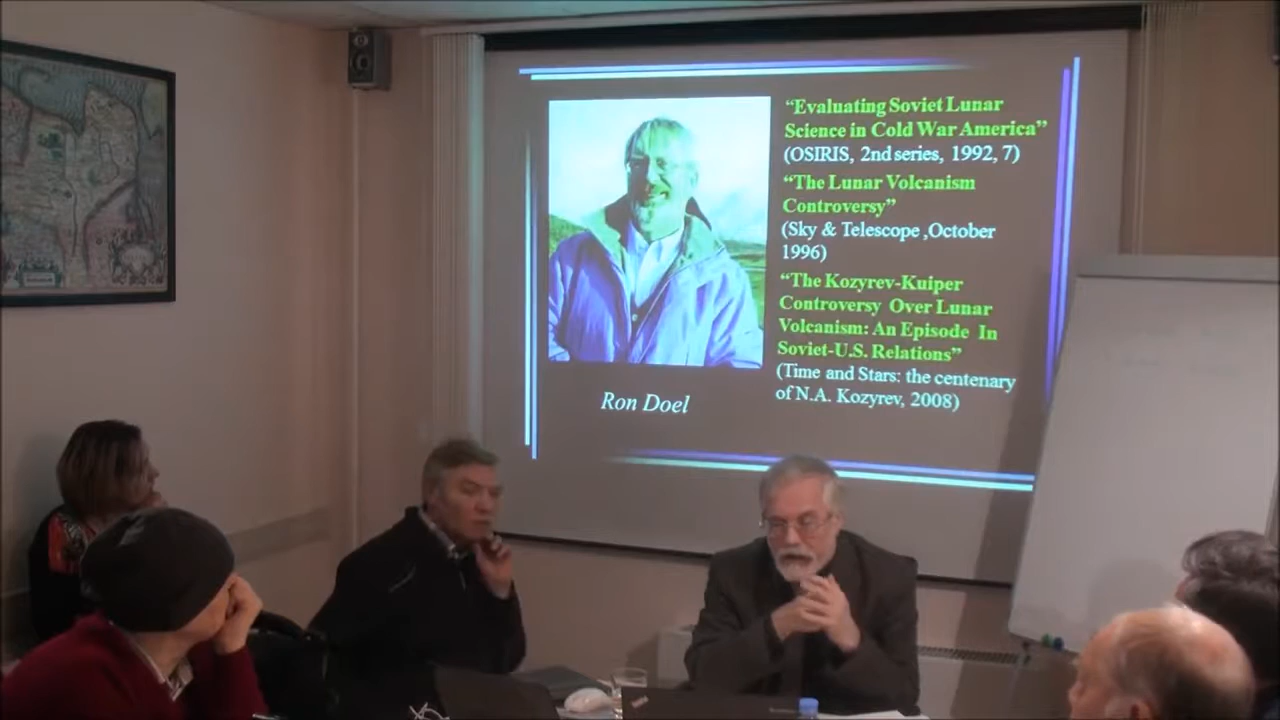 “Evaluating Soviet Lunar
Science in Cold War America”
(OSIRIS, 2nd series, 1992, 7)
“The Lunar Volcanism
Controversy”
(Sky & Telescope ,October
1996)
“The Kozyrev-Kuiper
Controversy Over Lunar
Volcanism: An Episode In
Soviet-U.S. Relations”
(Time and Stars: the centenary
of N.A. Kozyrev, 2008)
Ron Doel